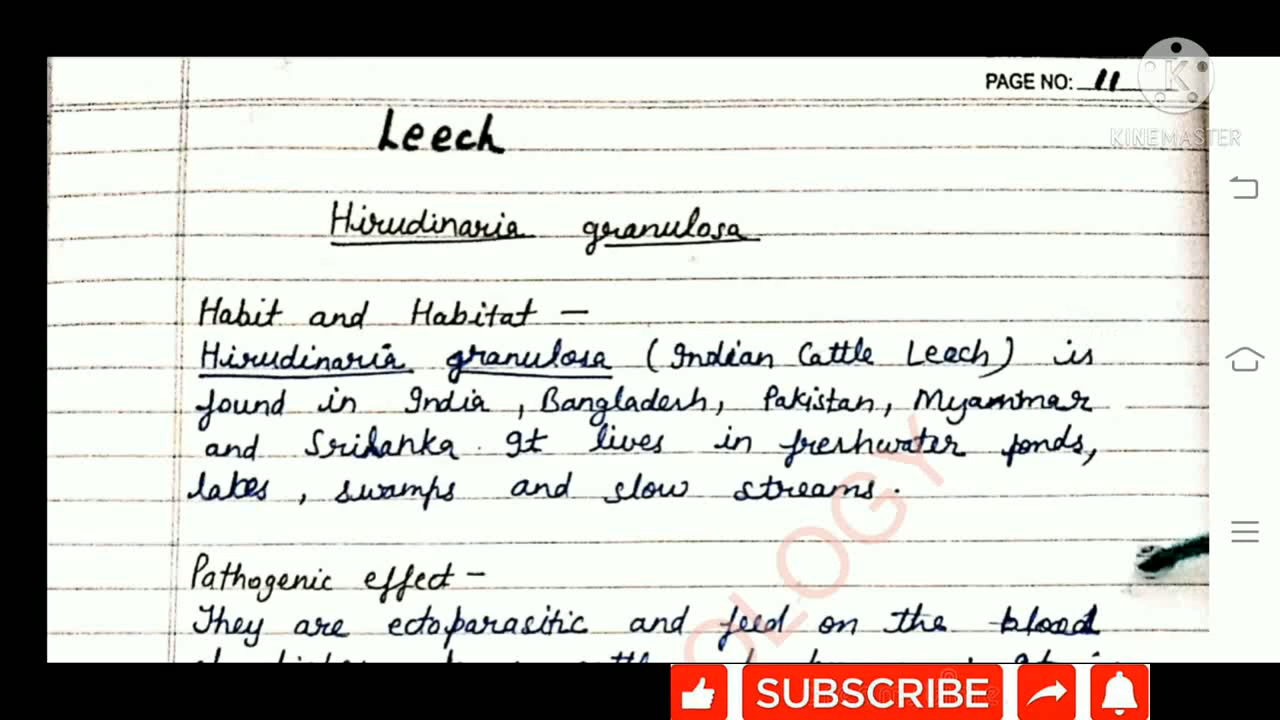 PAGE NO: 11
KINEMASTER
Leech
Hirudinaria granulosa
Habit and Habitat –
Hirudinaria granulosa (Indian Cattle Leech) is
found in India, Bangladesh, Pakistan, Myanmar
and Srilanka. It lives in freshwater ponds,
lakes, swamps and slow streams.
Pathogenic effect –
They are ectoparasitic and feed on the blood
OLOGY
SUBSCRIBE